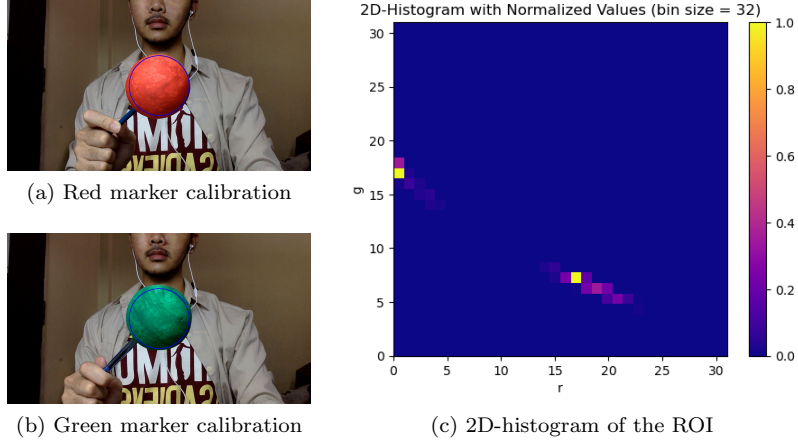 (a) Red marker calibration
(b) Green marker calibration
2D-Histogram with Normalized Values (bin size = 32)
30
25
20
15
10
5
0
g
0 5 10 15 20 25 30
r
1.0
0.8
0.6
0.4
0.2
0.0
(c) 2D-histogram of the ROI